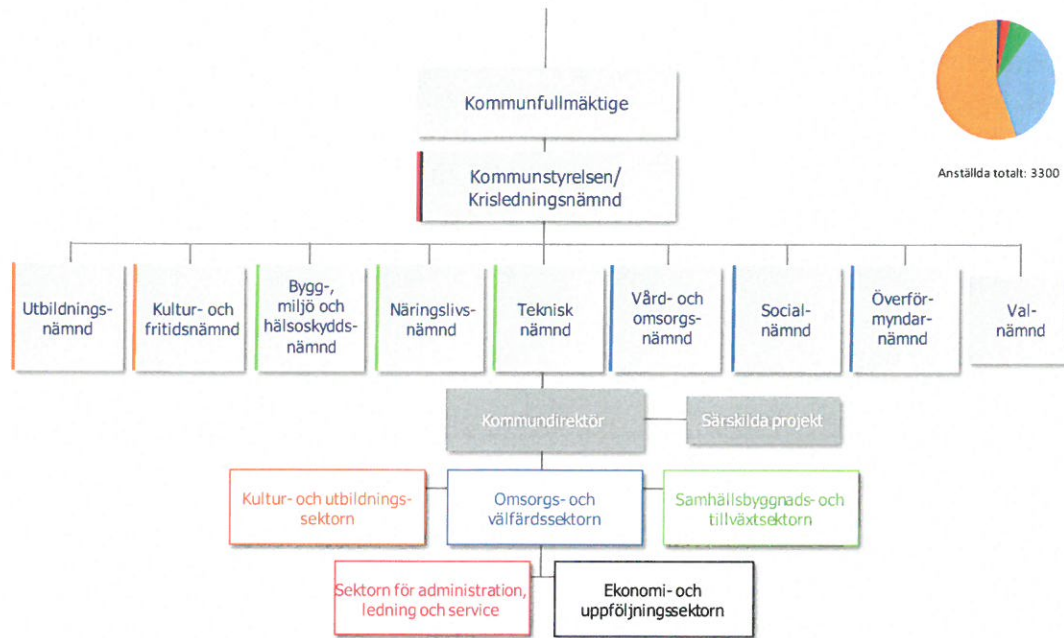 Kommunfullmäktige
Anställda totalt: 3300
Kommunstyrelsen/
Krisledningsnämnd
Utbildnings-
nämnd
Kultur- och
fritidsnämnd
Bygg-,
miljö och
hälsoskydds-
nämnd
Näringslivs-
nämnd
Teknisk
nämnd
Vård- och
omsorgs-
nämnd
Social-
nämnd
Överför-
myndar-
nämnd
Val-
nämnd
Kommundirektör
Särskilda projekt
Kultur- och utbildnings-
sektorn
Omsorgs- och
välfärdssektorn
Samhällsbyggnads- och
tillväxtsektorn
Sektorn för administration,
ledning och service
Ekonomi- och
uppföljningssektorn